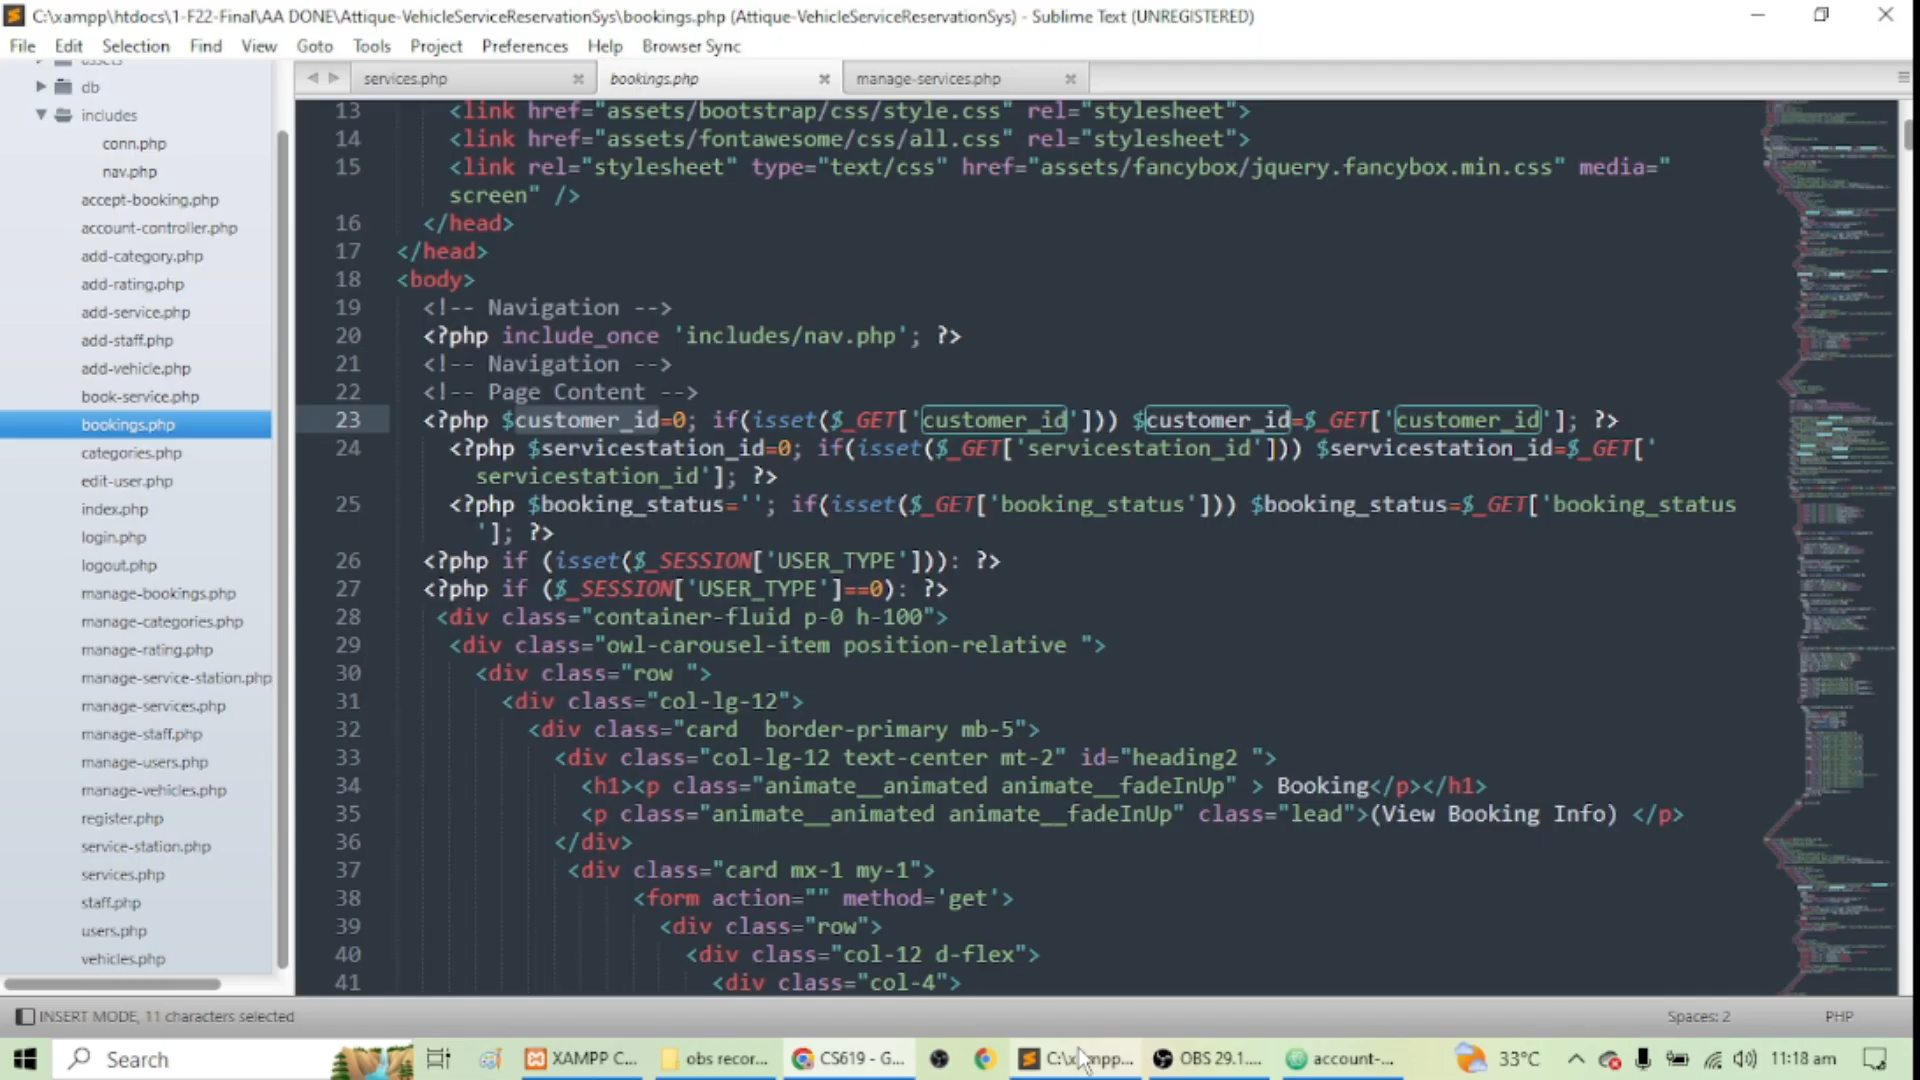 C:\xampp\htdocs\1-F22-Final\AA DONE\Attique-VehicleServiceReservationSys\bookings.php (Attique-VehicleServiceReservationSys) - Sublime Text (UNREGISTERED)
File Edit Selection Find View Goto Tools Project Preferences Help Browser Sync
assets
db
includes
conn.php
nav.php
accept-booking.php
account-controller.php
add-category.php
add-rating.php
add-service.php
add-staff.php
add-vehicle.php
book-service.php
bookings.php
categories.php
edit-user.php
index.php
login.php
logout.php
manage-bookings.php
manage-categories.php
manage-rating.php
manage-service-station.php
manage-services.php
manage-staff.php
manage-users.php
manage-vehicles.php
register.php
service-station.php
services.php
staff.php
users.php
vehicles.php
services.php bookings.php manage-services.php
13 <link href="assets/bootstrap/css/style.css" rel="stylesheet">
14 <link href="assets/fontawesome/css/all.css" rel="stylesheet">
15 <link rel="stylesheet" type="text/css" href="assets/fancybox/jquery.fancybox.min.css" media="
screen" />
16 </head>
17 </head>
18 <body>
19 <!-- Navigation -->
20 <?php include_once 'includes/nav.php'; ?>
21 <!-- Navigation -->
22 <!-- Page Content -->
23 <?php $customer_id=0; if(isset($_GET['customer_id'])) $customer_id=$_GET['customer_id']; ?>
24 <?php $servicestation_id=0; if(isset($_GET['servicestation_id'])) $servicestation_id=$_GET['
servicestation_id']; ?>
25 <?php $booking_status=''; if(isset($_GET['booking_status'])) $booking_status=$_GET['booking_status
']; ?>
26 <?php if (isset($_SESSION['USER_TYPE'])): ?>
27 <?php if ($_SESSION['USER_TYPE']==0): ?>
28 <div class="container-fluid p-0 h-100">
29 <div class="owl-carousel-item position-relative ">
30 <div class="row ">
31 <div class="col-lg-12">
32 <div class="card  border-primary mb-5">
33 <div class="col-lg-12 text-center mt-2" id="heading2 ">
34 <h1><p class="animate__animated animate__fadeInUp" > Booking</p></h1>
35 <p class="animate__animated animate__fadeInUp" class="lead">(View Booking Info) </p>
36 </div>
37 <div class="card mx-1 my-1">
38 <form action="" method='get'>
39 <div class="row">
40 <div class="col-12 d-flex">
41 <div class="col-4">
INSERT MODE, 11 characters selected
Spaces: 2 PHP
Search XAMPP C... obs recor... CS619 - G... C:\xampp... OBS 29.1.... account-... 33°C 11:18 am